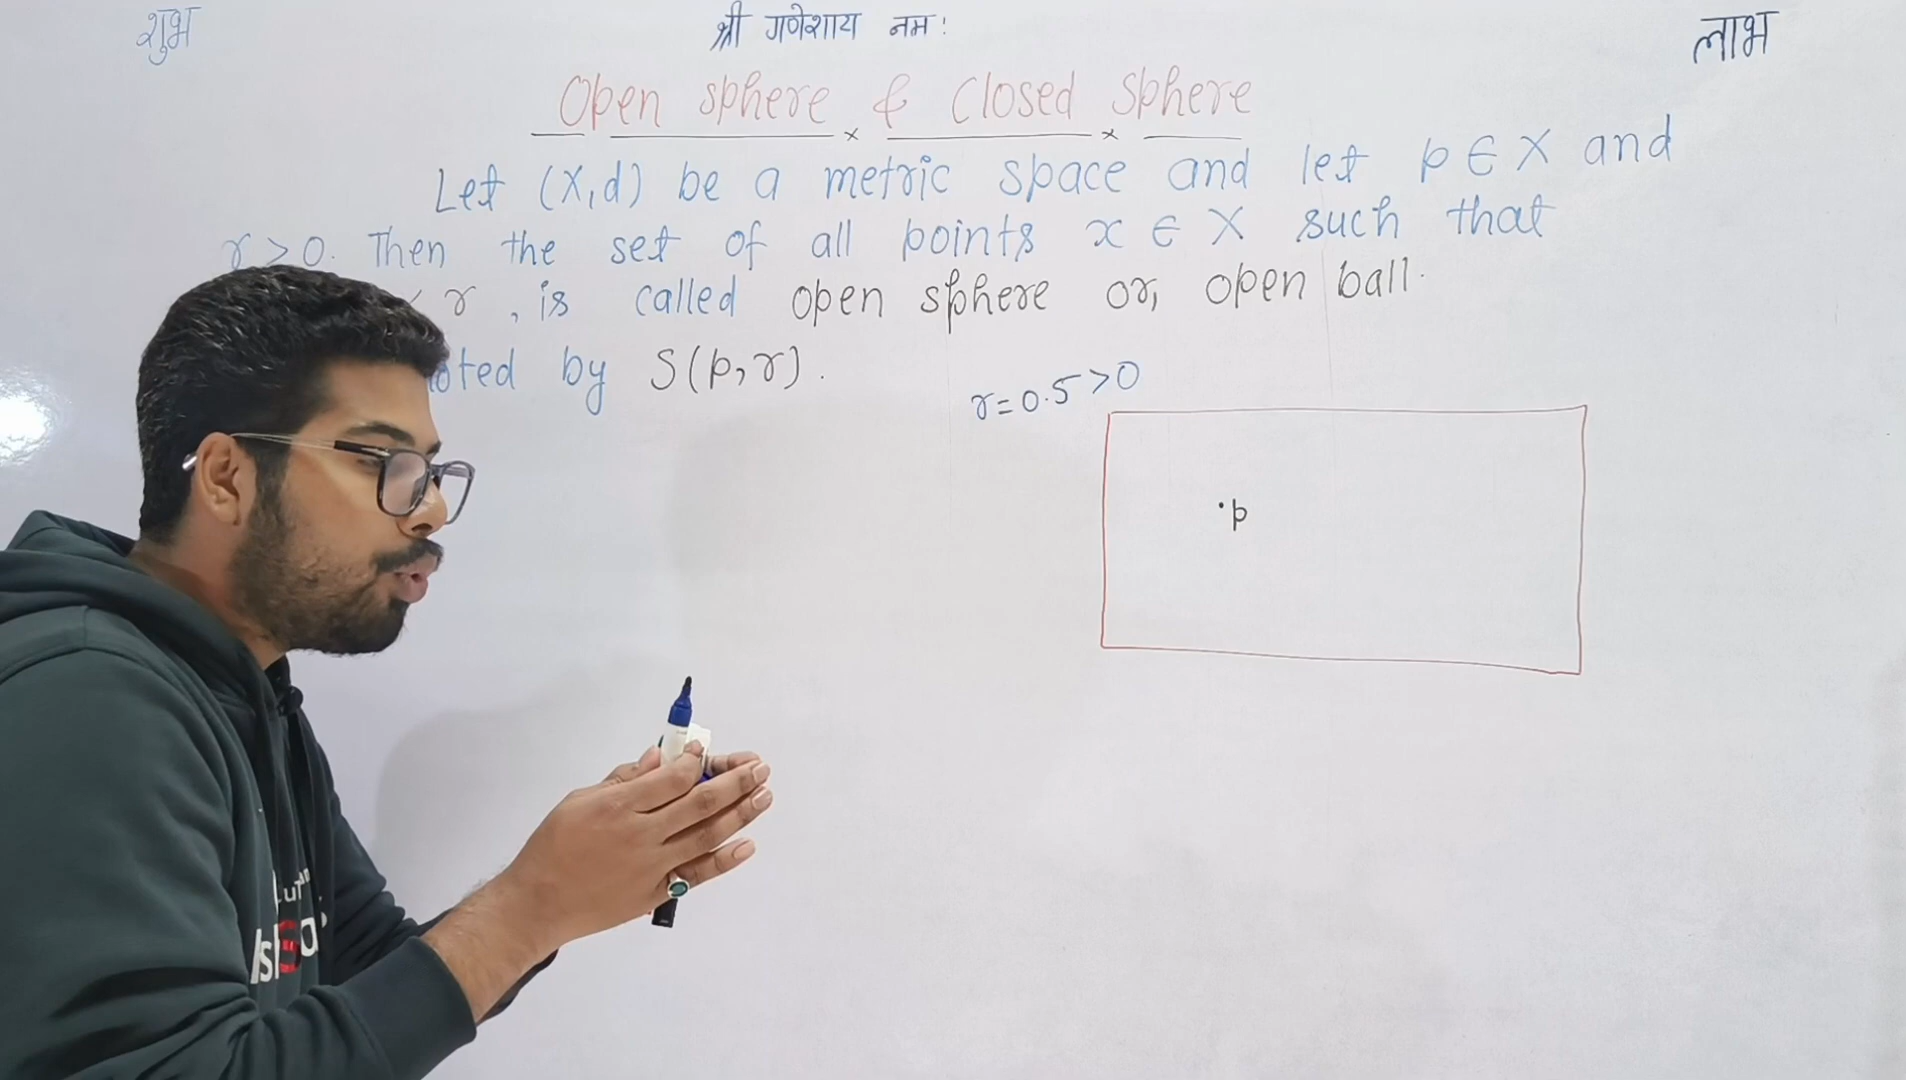 शुभ
श्री गणेशाय नमः
लाभ
Open sphere & Closed Sphere
Let (X,d) be a metric space and let p ∈ X and
r > 0. Then the set of all points x ∈ X such that
< r , is called open sphere or, open ball.
oted by S(p,r).
r=0.5>0
.p